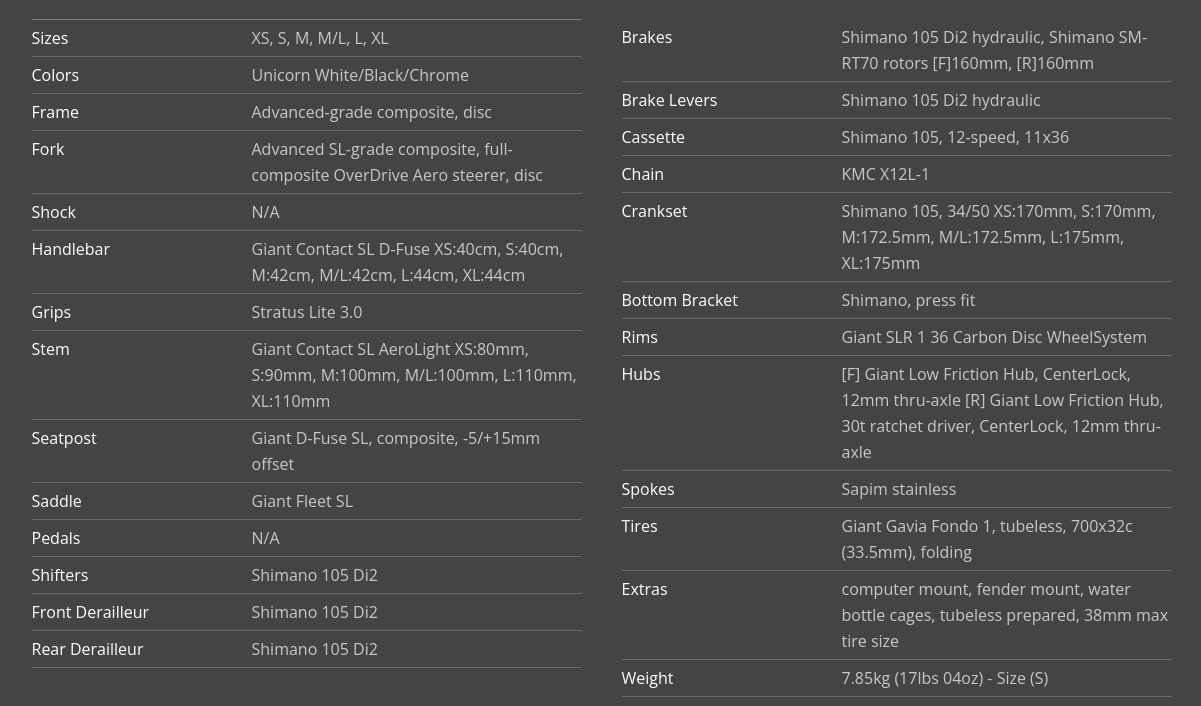 Sizes XS, S, M, M/L, L, XL
Colors Unicorn White/Black/Chrome
Frame Advanced-grade composite, disc
Fork Advanced SL-grade composite, full-
composite OverDrive Aero steerer, disc
Shock N/A
Handlebar Giant Contact SL D-Fuse XS:40cm, S:40cm,
M:42cm, M/L:42cm, L:44cm, XL:44cm
Grips Stratus Lite 3.0
Stem Giant Contact SL AeroLight XS:80mm,
S:90mm, M:100mm, M/L:100mm, L:110mm,
XL:110mm
Seatpost Giant D-Fuse SL, composite, -5/+15mm
offset
Saddle Giant Fleet SL
Pedals N/A
Shifters Shimano 105 Di2
Front Derailleur Shimano 105 Di2
Rear Derailleur Shimano 105 Di2
Brakes Shimano 105 Di2 hydraulic, Shimano SM-
RT70 rotors [F]160mm, [R]160mm
Brake Levers Shimano 105 Di2 hydraulic
Cassette Shimano 105, 12-speed, 11x36
Chain KMC X12L-1
Crankset Shimano 105, 34/50 XS:170mm, S:170mm,
M:172.5mm, M/L:172.5mm, L:175mm,
XL:175mm
Bottom Bracket Shimano, press fit
Rims Giant SLR 1 36 Carbon Disc WheelSystem
Hubs [F] Giant Low Friction Hub, CenterLock,
12mm thru-axle [R] Giant Low Friction Hub,
30t ratchet driver, CenterLock, 12mm thru-
axle
Spokes Sapim stainless
Tires Giant Gavia Fondo 1, tubeless, 700x32c
(33.5mm), folding
Extras computer mount, fender mount, water
bottle cages, tubeless prepared, 38mm max
tire size
Weight 7.85kg (17lbs 04oz) - Size (S)